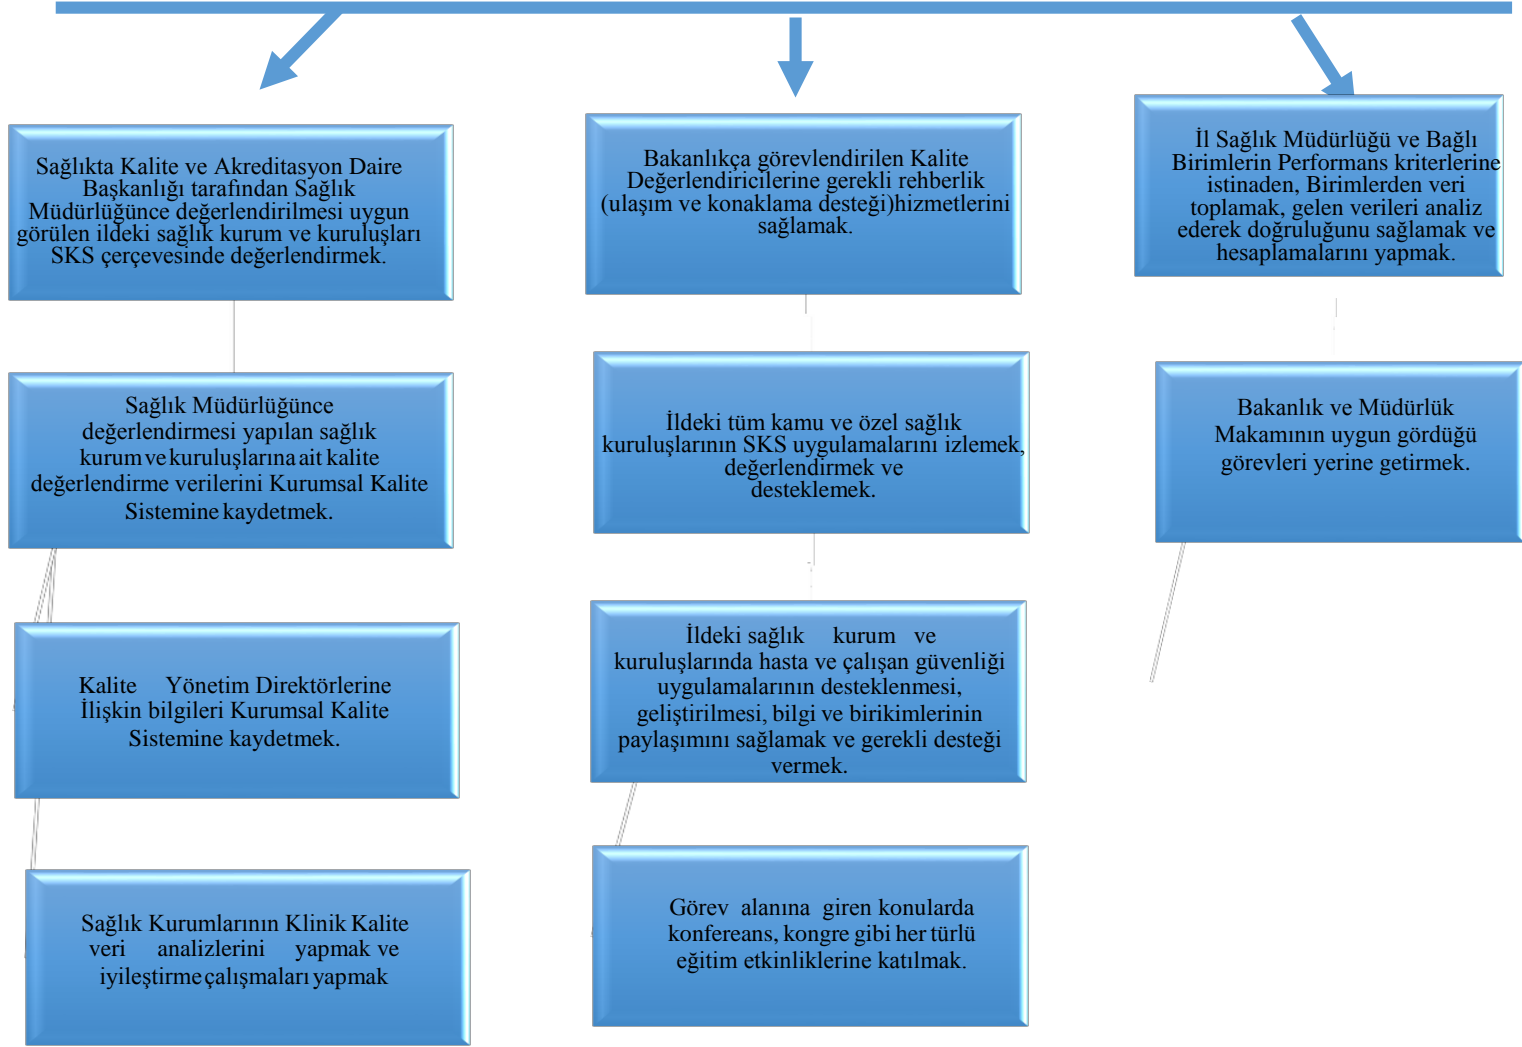 Sağlıkta Kalite ve Akreditasyon Daire
Başkanlığı tarafından Sağlık
Müdürlüğünce değerlendirilmesi uygun
görülen ildeki sağlık kurum ve kuruluşları
SKS çerçevesinde değerlendirmek.
Sağlık Müdürlüğünce
değerlendirmesi yapılan sağlık
kurum ve kuruluşlarına ait kalite
değerlendirme verilerini Kurumsal Kalite
Sistemine kaydetmek.
Kalite Yönetim Direktörlerine
İlişkin bilgileri Kurumsal Kalite
Sistemine kaydetmek.
Sağlık Kurumlarının Klinik Kalite
veri analizlerini yapmak ve
iyileştirme çalışmaları yapmak
Bakanlıkça görevlendirilen Kalite
Değerlendiricilerine gerekli rehberlik
(ulaşım ve konaklama desteği)hizmetlerini
sağlamak.
İldeki tüm kamu ve özel sağlık
kuruluşlarının SKS uygulamalarını izlemek,
değerlendirmek ve
desteklemek.
İldeki sağlık kurum ve
kuruluşlarında hasta ve çalışan güvenliği
uygulamalarının desteklenmesi,
geliştirilmesi, bilgi ve birikimlerinin
paylaşımını sağlamak ve gerekli desteği
vermek.
Görev alanına giren konularda
konfereans, kongre gibi her türlü
eğitim etkinliklerine katılmak.
İl Sağlık Müdürlüğü ve Bağlı
Birimlerin Performans kriterlerine
istinaden, Birimlerden veri
toplamak, gelen verileri analiz
ederek doğruluğunu sağlamak ve
hesaplamalarını yapmak.
Bakanlık ve Müdürlük
Makamının uygun gördüğü
görevleri yerine getirmek.